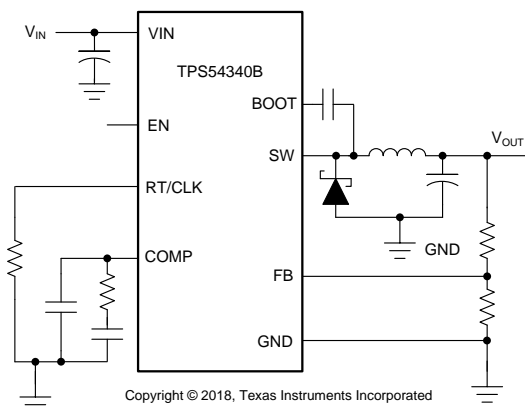 V_IN
VIN
TPS54340B
BOOT
EN
SW
V_OUT
RT/CLK
GND
COMP
FB
GND
Copyright © 2018, Texas Instruments Incorporated